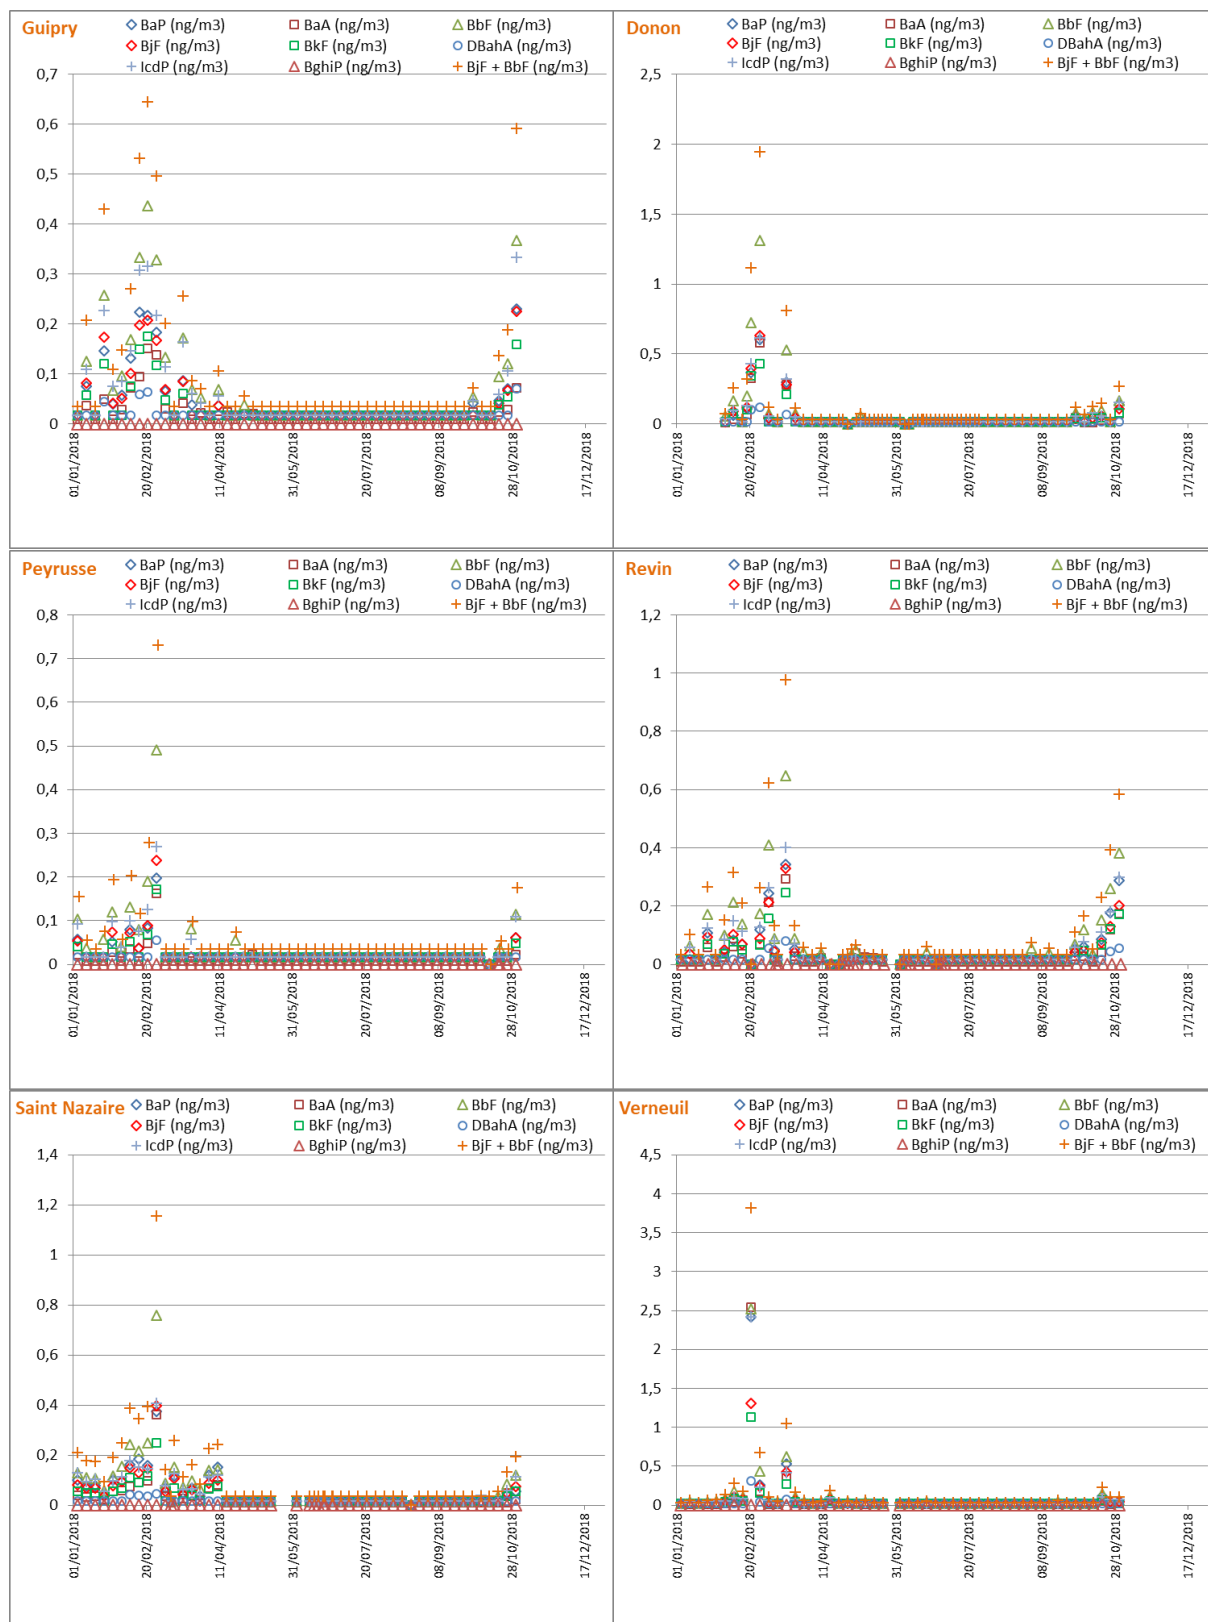 Guipry
BaP (ng/m3) BaA (ng/m3) BbF (ng/m3)
BjF (ng/m3) BkF (ng/m3) DBahA (ng/m3)
IcdP (ng/m3) BghiP (ng/m3) BjF + BbF (ng/m3)
0,7
0,6
0,5
0,4
0,3
0,2
0,1
0
01/01/2018 20/02/2018 11/04/2018 31/05/2018 20/07/2018 08/09/2018 28/10/2018 17/12/2018
Donon
BaP (ng/m3) BaA (ng/m3) BbF (ng/m3)
BjF (ng/m3) BkF (ng/m3) DBahA (ng/m3)
IcdP (ng/m3) BghiP (ng/m3) BjF + BbF (ng/m3)
2,5
2
1,5
1
0,5
0
01/01/2018 20/02/2018 11/04/2018 31/05/2018 20/07/2018 08/09/2018 28/10/2018 17/12/2018
Peyrusse
BaP (ng/m3) BaA (ng/m3) BbF (ng/m3)
BjF (ng/m3) BkF (ng/m3) DBahA (ng/m3)
IcdP (ng/m3) BghiP (ng/m3) BjF + BbF (ng/m3)
0,8
0,7
0,6
0,5
0,4
0,3
0,2
0,1
0
01/01/2018 20/02/2018 11/04/2018 31/05/2018 20/07/2018 08/09/2018 28/10/2018 17/12/2018
Revin
BaP (ng/m3) BaA (ng/m3) BbF (ng/m3)
BjF (ng/m3) BkF (ng/m3) DBahA (ng/m3)
IcdP (ng/m3) BghiP (ng/m3) BjF + BbF (ng/m3)
1,2
1
0,8
0,6
0,4
0,2
0
01/01/2018 20/02/2018 11/04/2018 31/05/2018 20/07/2018 08/09/2018 28/10/2018 17/12/2018
Saint Nazaire
BaP (ng/m3) BaA (ng/m3) BbF (ng/m3)
BjF (ng/m3) BkF (ng/m3) DBahA (ng/m3)
IcdP (ng/m3) BghiP (ng/m3) BjF + BbF (ng/m3)
1,4
1,2
1
0,8
0,6
0,4
0,2
0
01/01/2018 20/02/2018 11/04/2018 31/05/2018 20/07/2018 08/09/2018 28/10/2018 17/12/2018
Verneuil
BaP (ng/m3) BaA (ng/m3) BbF (ng/m3)
BjF (ng/m3) BkF (ng/m3) DBahA (ng/m3)
IcdP (ng/m3) BghiP (ng/m3) BjF + BbF (ng/m3)
4,5
4
3,5
3
2,5
2
1,5
1
0,5
0
01/01/2018 20/02/2018 11/04/2018 31/05/2018 20/07/2018 08/09/2018 28/10/2018 17/12/2018